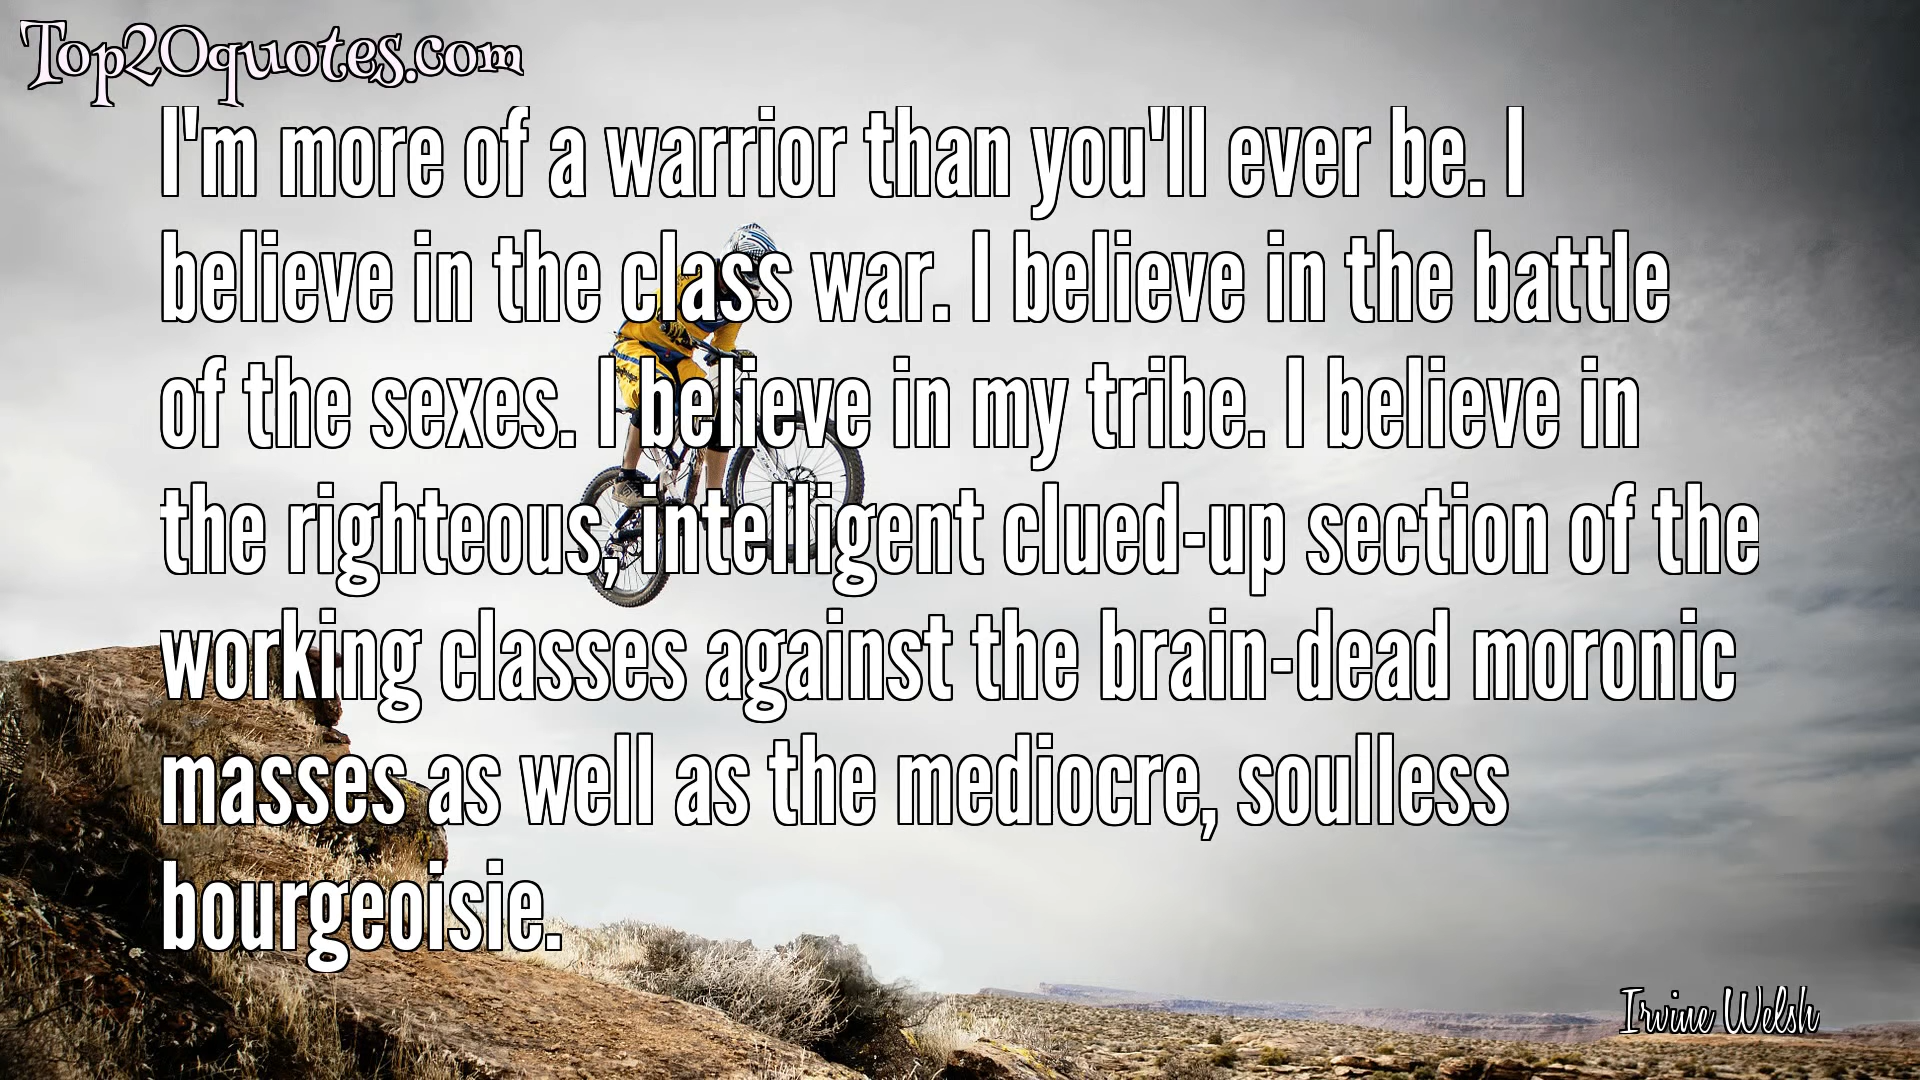 Top20quotes.com
I'm more of a warrior than you'll ever be. I
believe in the class war. I believe in the battle
of the sexes. I believe in my tribe. I believe in
the righteous, intelligent clued-up section of the
working classes against the brain-dead moronic
masses as well as the mediocre, soulless
bourgeoisie.
Irvine Welsh